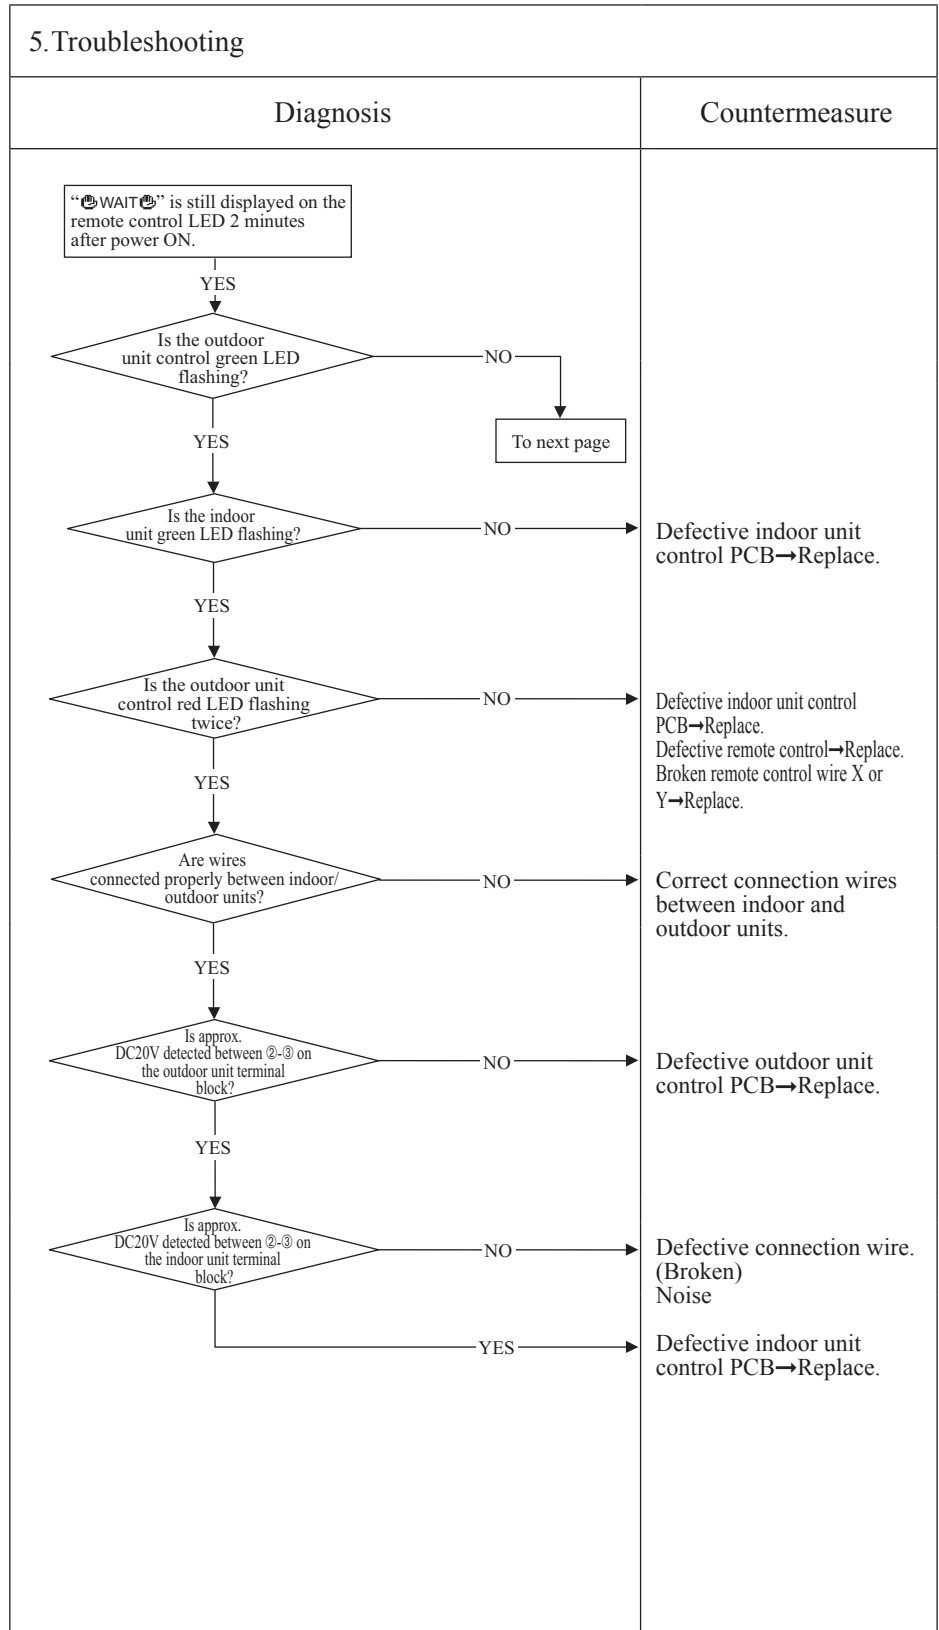 5.Troubleshooting
Diagnosis
Countermeasure
“WAIT” is still displayed on the
remote control LED 2 minutes
after power ON.
YES
Is the outdoor
unit control green LED
flashing?
NO
YES
To next page
Is the indoor
unit green LED flashing?
NO
Defective indoor unit
control PCB→Replace.
YES
Is the outdoor unit
control red LED flashing
twice?
NO
Defective indoor unit control
PCB→Replace.
Defective remote control→Replace.
Broken remote control wire X or
Y→Replace.
YES
Are wires
connected properly between indoor/
outdoor units?
NO
Correct connection wires
between indoor and
outdoor units.
YES
Is approx.
DC20V detected between ②-③ on
the outdoor unit terminal
block?
NO
Defective outdoor unit
control PCB→Replace.
YES
Is approx.
DC20V detected between ②-③ on
the indoor unit terminal
block?
NO
Defective connection wire.
(Broken)
Noise
YES
Defective indoor unit
control PCB→Replace.